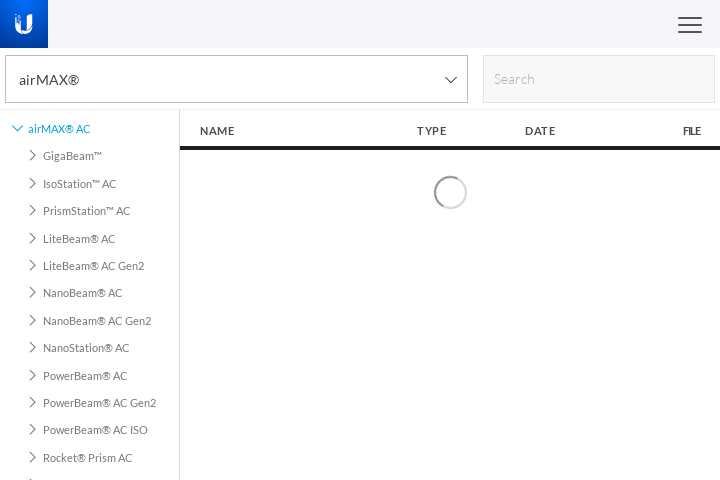 U
airMAX®
Search
airMAX® AC
GigaBeam™
IsoStation™ AC
PrismStation™ AC
LiteBeam® AC
LiteBeam® AC Gen2
NanoBeam® AC
NanoBeam® AC Gen2
NanoStation® AC
PowerBeam® AC
PowerBeam® AC Gen2
PowerBeam® AC ISO
Rocket® Prism AC
NAME TYPE DATE FILE